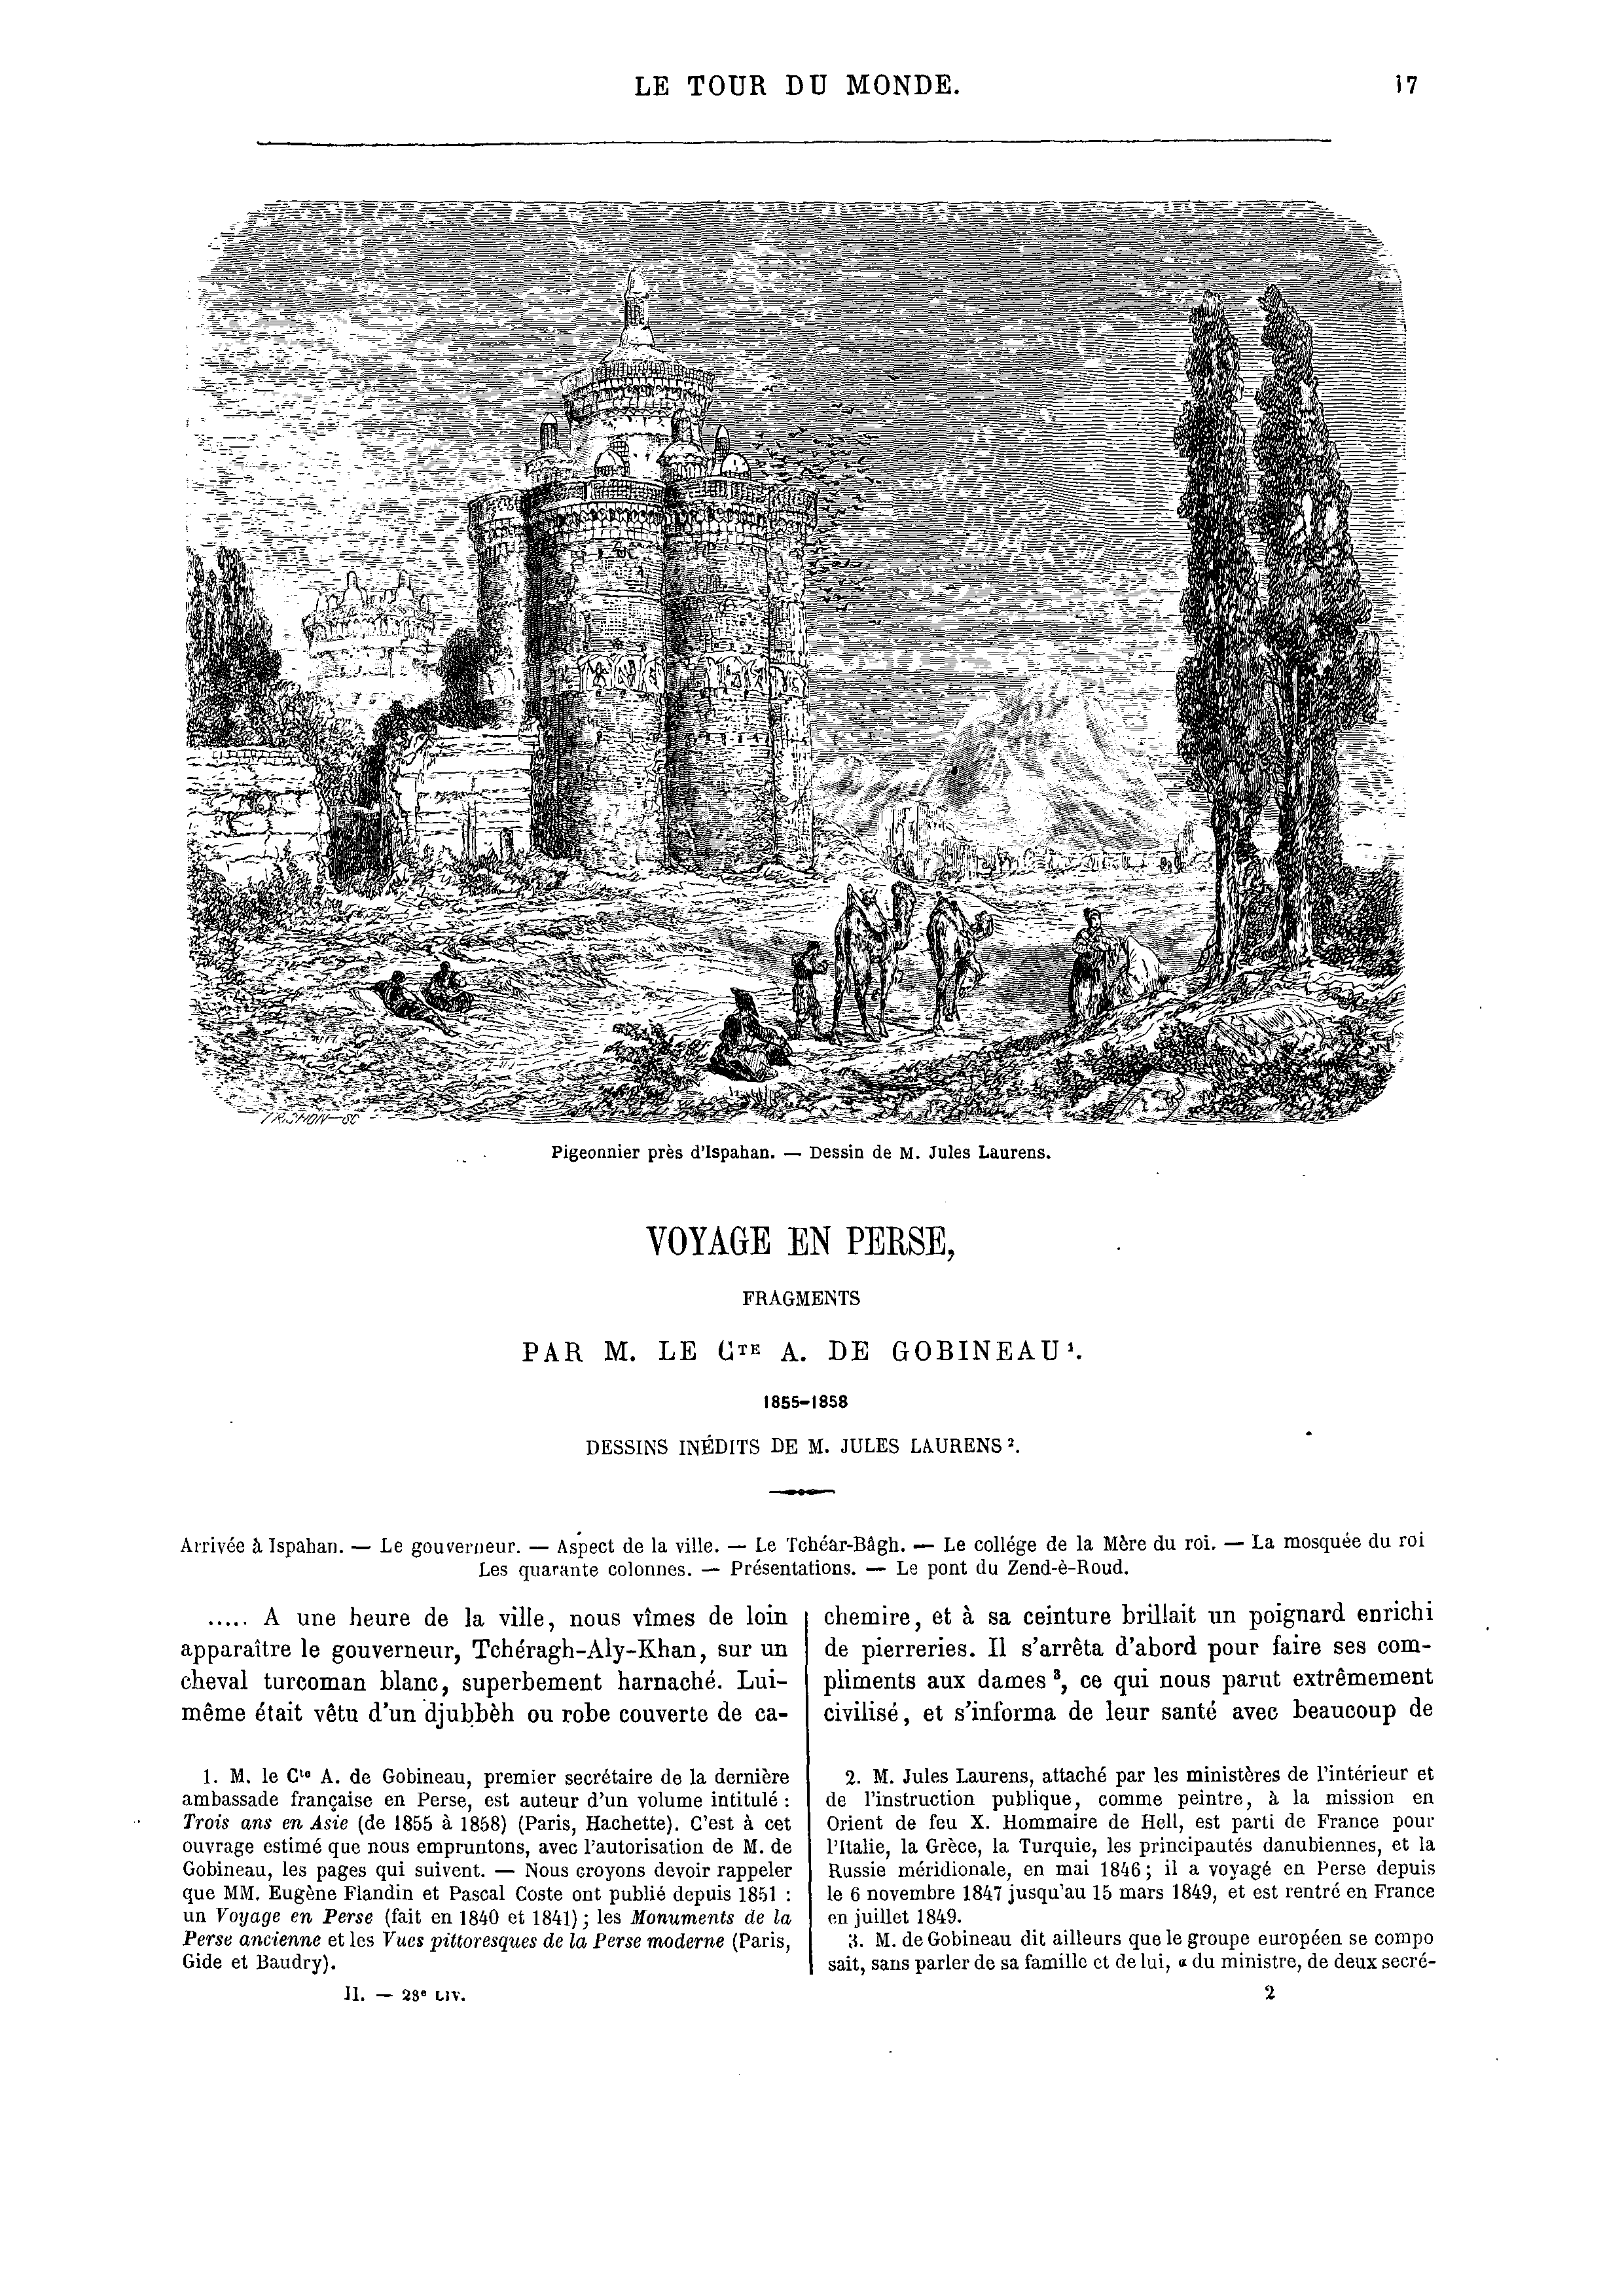 LE TOUR DU MONDE.
17
Pigeonnier près d'Ispahan. — Dessin de M. Jules Laurens.
VOYAGE EN PERSE,
FRAGMENTS
PAR M. LE CTE A. DE GOBINEAU¹.
1855-1858
DESSINS INÉDITS DE M. JULES LAURENS².
Arrivée à Ispahan. — Le gouverneur. — Aspect de la ville. — Le Tchéar-Bâgh. — Le collége de la Mère du roi. — La mosquée du roi
Les quarante colonnes. — Présentations. — Le pont du Zend-è-Roud.
..... A une heure de la ville, nous vîmes de loin
apparaître le gouverneur, Tchéragh-Aly-Khan, sur un
cheval turcoman blanc, superbement harnaché. Lui-
même était vêtu d'un djubbèh ou robe couverte de ca-
chemire, et à sa ceinture brillait un poignard enrichi
de pierreries. Il s'arrêta d'abord pour faire ses com-
pliments aux dames³, ce qui nous parut extrêmement
civilisé, et s'informa de leur santé avec beaucoup de
1. M. le Cte A. de Gobineau, premier secrétaire de la dernière
ambassade française en Perse, est auteur d'un volume intitulé :
Trois ans en Asie (de 1855 à 1858) (Paris, Hachette). C'est à cet
ouvrage estimé que nous empruntons, avec l'autorisation de M. de
Gobineau, les pages qui suivent. — Nous croyons devoir rappeler
que MM. Eugène Flandin et Pascal Coste ont publié depuis 1851 :
un Voyage en Perse (fait en 1840 et 1841) ; les Monuments de la
Perse ancienne et les Vues pittoresques de la Perse moderne (Paris,
Gide et Baudry).
2. M. Jules Laurens, attaché par les ministères de l'intérieur et
de l'instruction publique, comme peintre, à la mission en
Orient de feu X. Hommaire de Hell, est parti de France pour
l'Italie, la Grèce, la Turquie, les principautés danubiennes, et la
Russie méridionale, en mai 1846 ; il a voyagé en Perse depuis
le 6 novembre 1847 jusqu'au 15 mars 1849, et est rentré en France
en juillet 1849.
3. M. de Gobineau dit ailleurs que le groupe européen se compo
sait, sans parler de sa famille et de lui, « du ministre, de deux secré-
II. — 28e LIV.
2